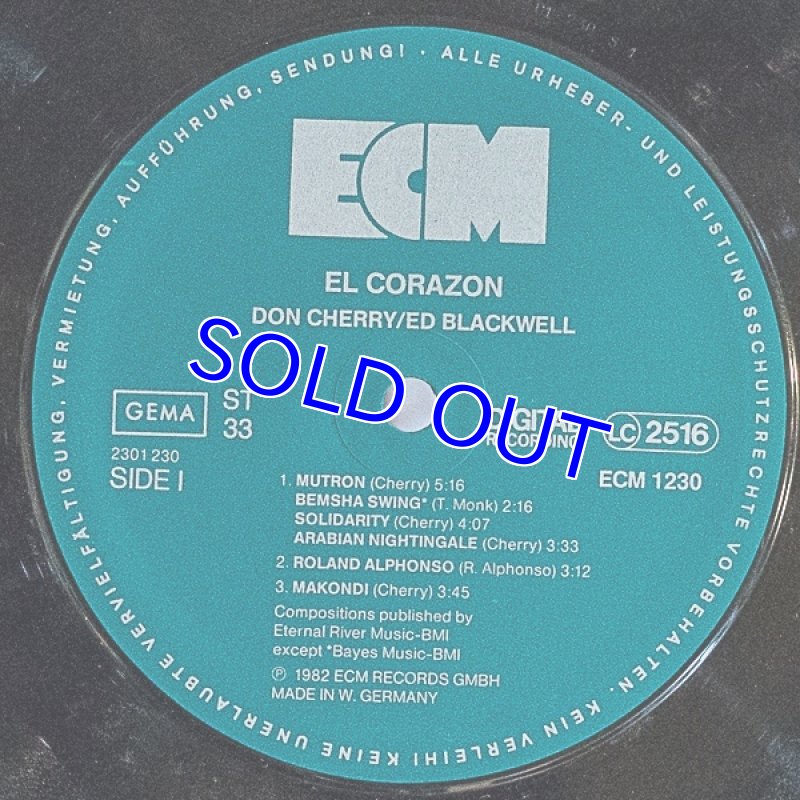 ALLE URHEBER- UND LEISTUNGSSCHUTZRECHTE VORBEHALTEN. KEIN VERLEIH! KEINE UNERLAUBTE VERVIELFÄLTIGUNG, VERMIETUNG, AUFFÜHRUNG, SENDUNG! ·
ECM
EL CORAZON
DON CHERRY/ED BLACKWELL
SOLD OUT
GEMA
ST
33
DIGITAL
RECORDING
LC 2516
2301 230
SIDE I
ECM 1230
1. MUTRON (Cherry) 5:16
BEMSHA SWING* (T. Monk) 2:16
SOLIDARITY (Cherry) 4:07
ARABIAN NIGHTINGALE (Cherry) 3:33
2. ROLAND ALPHONSO (R. Alphonso) 3:12
3. MAKONDI (Cherry) 3:45
Compositions published by
Eternal River Music-BMI
except *Bayes Music-BMI
℗ 1982 ECM RECORDS GMBH
MADE IN W. GERMANY